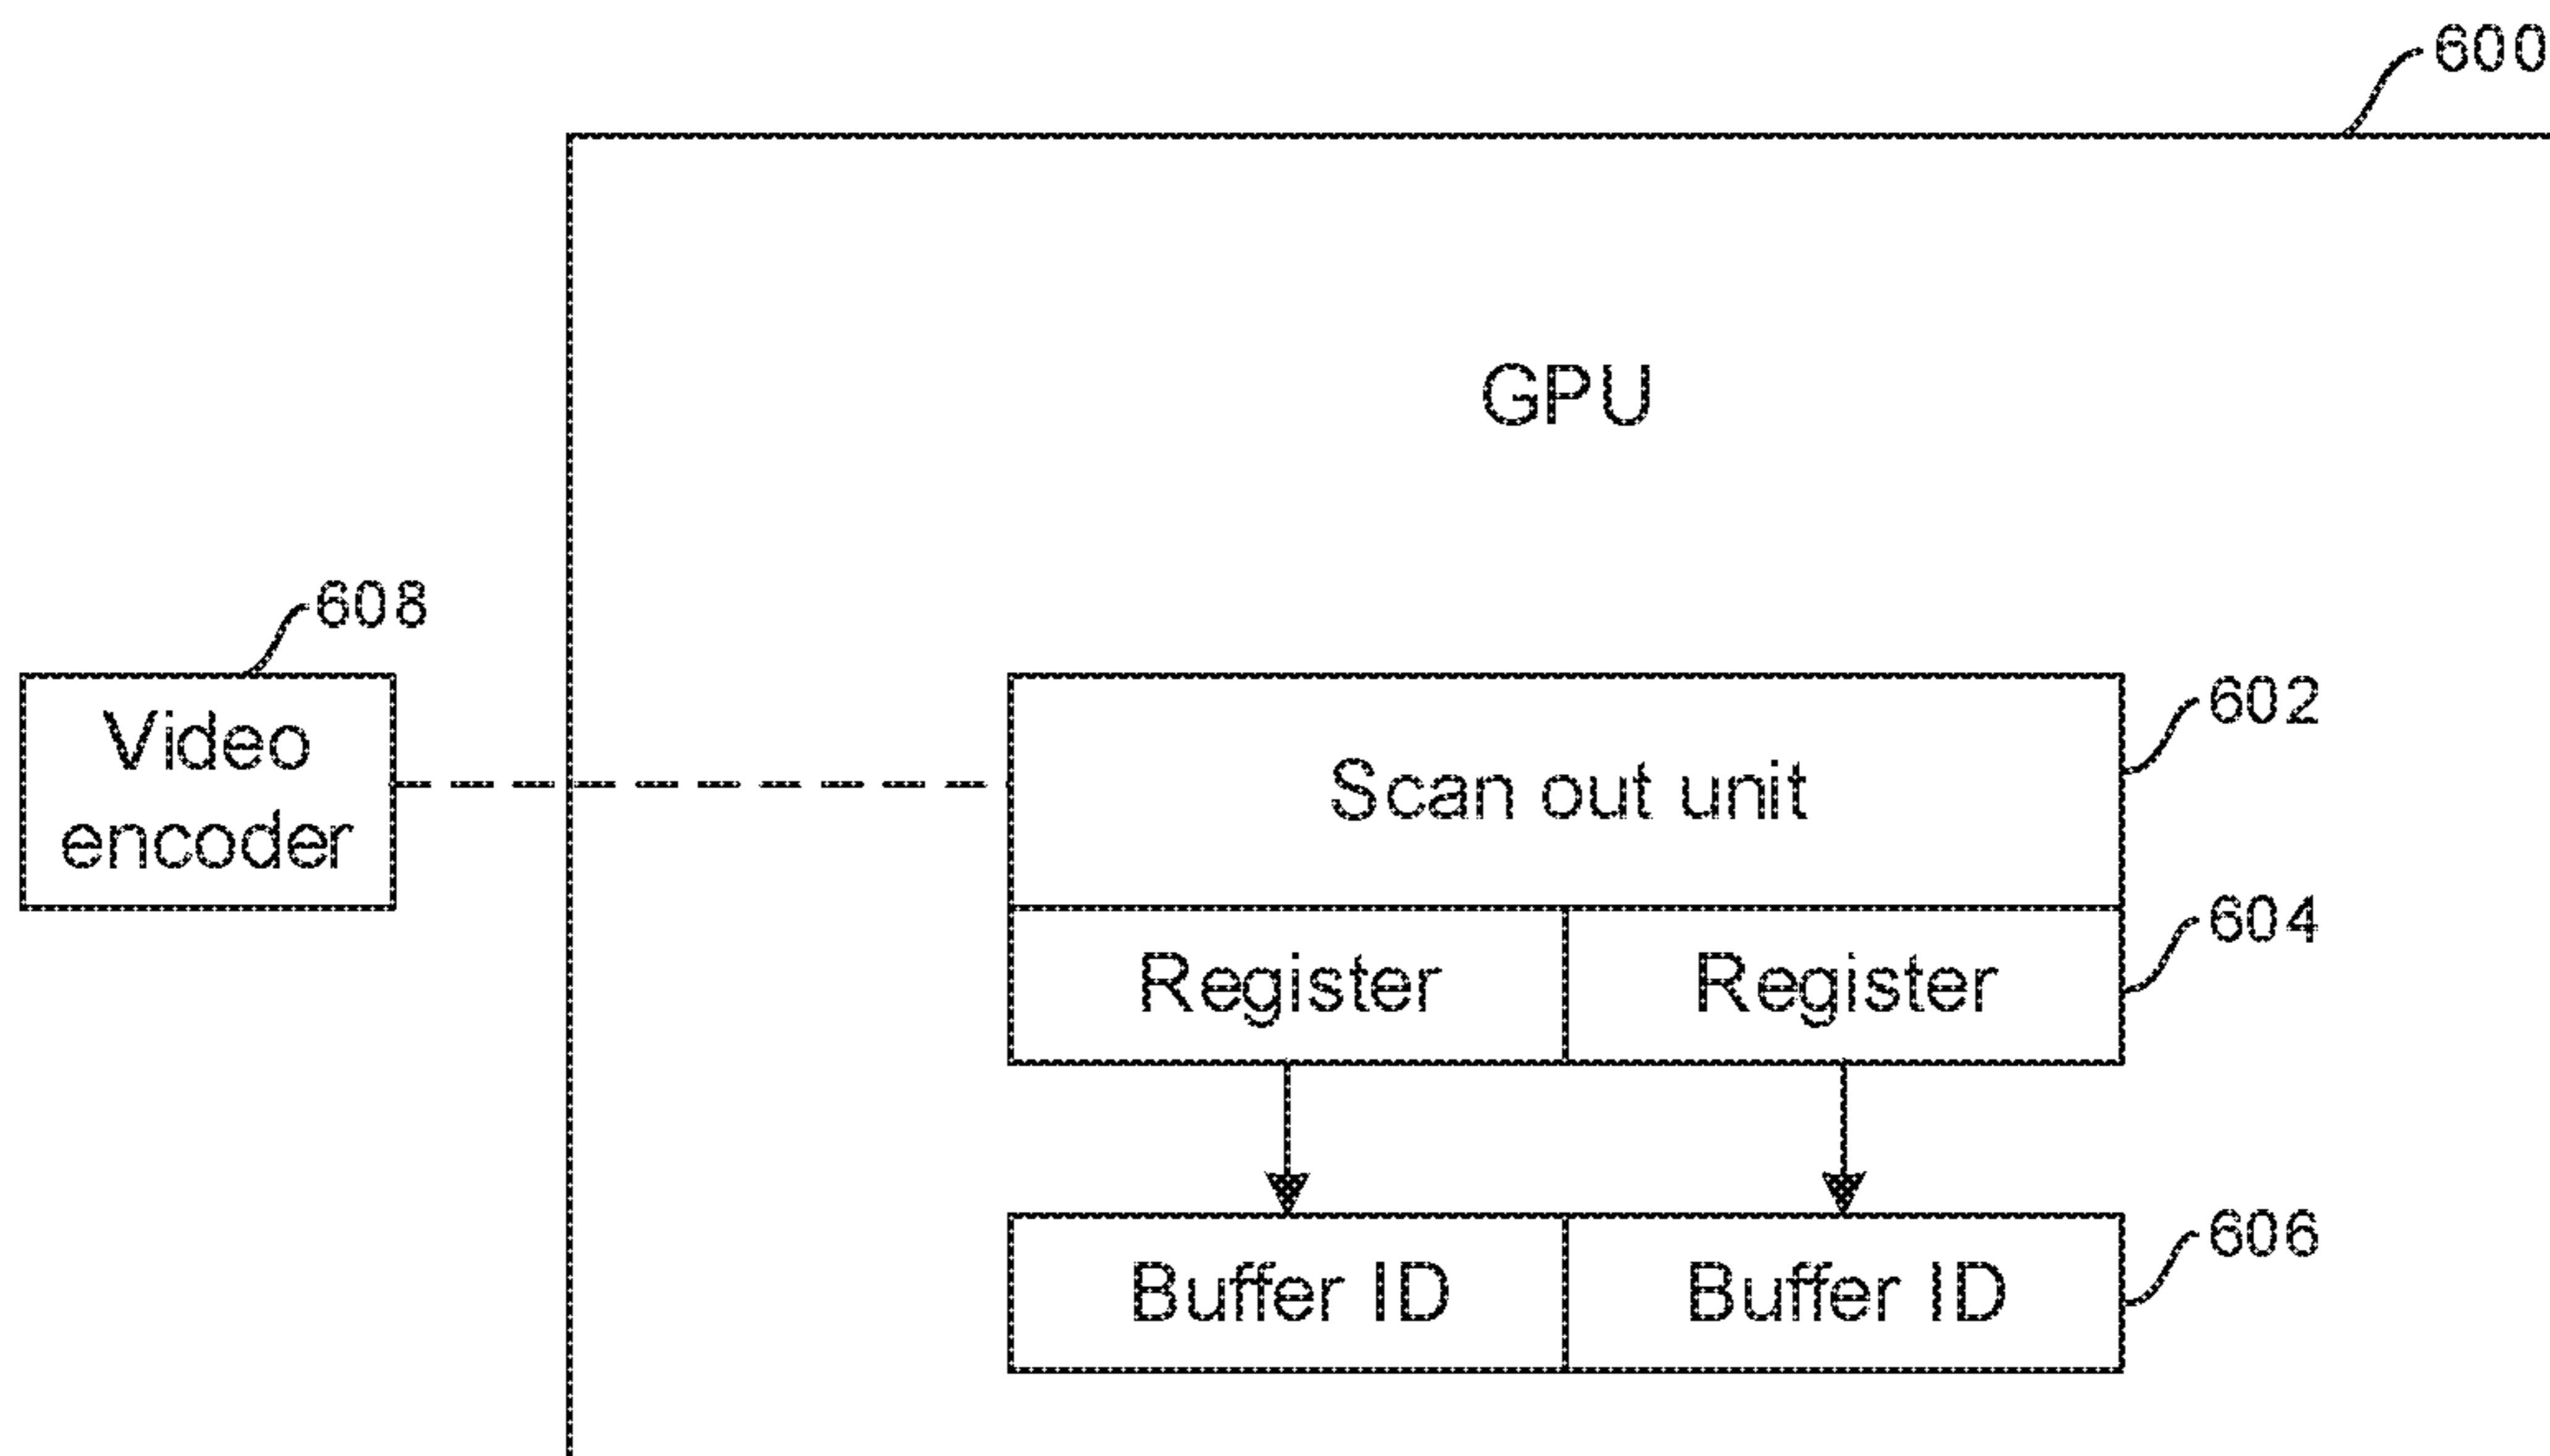 600
GPU
608
Video
encoder
602
Scan out unit
604
Register Register
606
Buffer ID Buffer ID